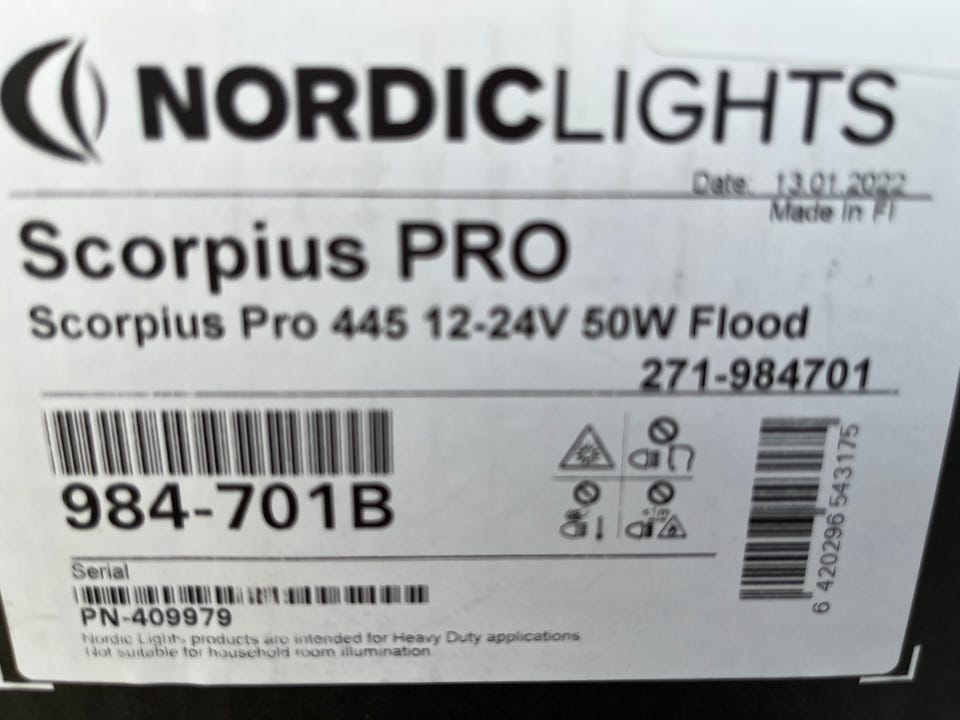 NORDICLIGHTS
Date: 13.01.2022
Made in FI
Scorpius PRO
Scorpius Pro 445 12-24V 50W Flood
271-984701
984-701B
6 420296 543175
Serial
PN-409979
Nordic Lights products are intended for Heavy Duty applications
Not suitable for household room illumination